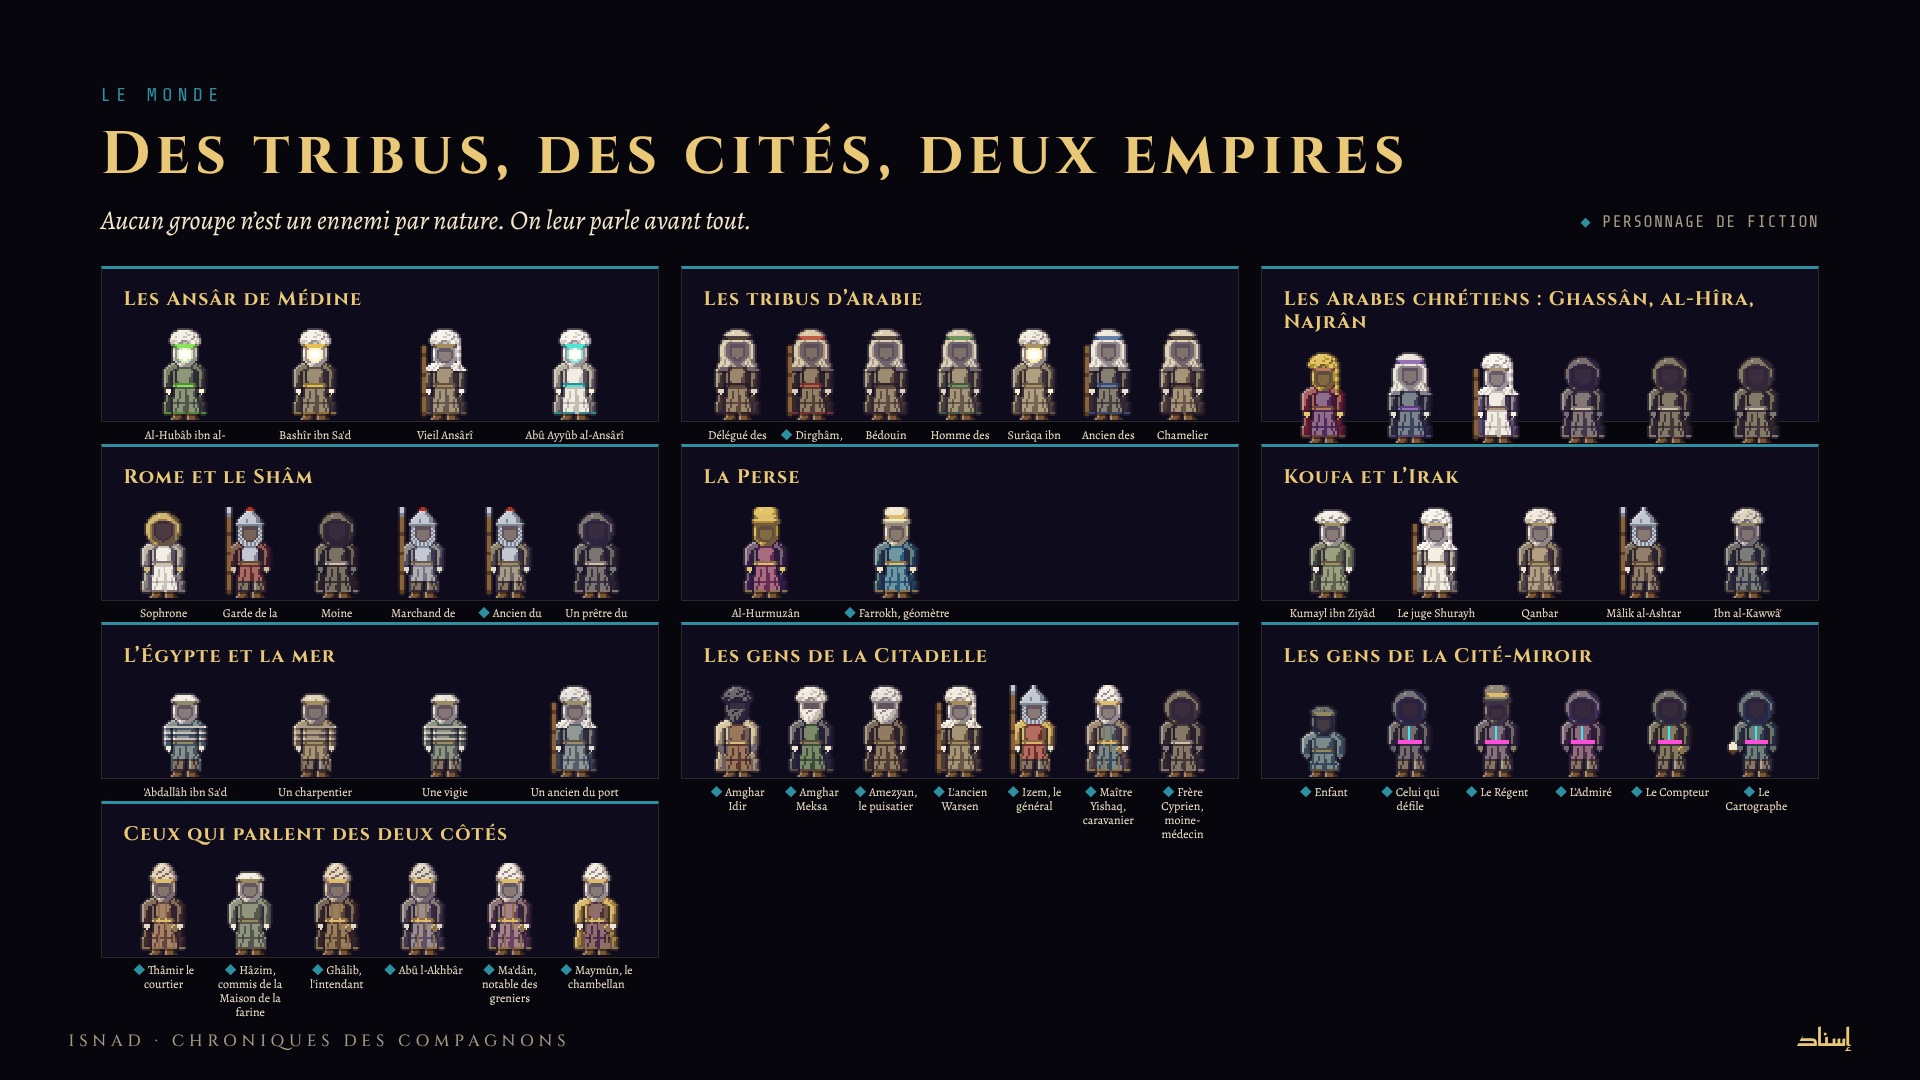 LE MONDE
DES TRIBUS, DES CITÉS, DEUX EMPIRES
Aucun groupe n’est un ennemi par nature. On leur parle avant tout.
◆ PERSONNAGE DE FICTION
LES ANSÂR DE MÉDINE
Al-Hubâb ibn al-
Bashîr ibn Sa'd
Vieil Ansârî
Abû Ayyûb al-Ansârî
LES TRIBUS D’ARABIE
Délégué des
◆ Dirghâm,
Bédouin
Homme des
Surâqa ibn
Ancien des
Chamelier
LES ARABES CHRÉTIENS : GHASSÂN, AL-HÎRA,
NAJRÂN
ROME ET LE SHÂM
Sophrone
Garde de la
Moine
Marchand de
◆ Ancien du
Un prêtre du
LA PERSE
Al-Hurmuzân
◆ Farrokh, géomètre
KOUFA ET L’IRAK
Kumayl ibn Ziyâd
Le juge Shurayh
Qanbar
Mâlik al-Ashtar
Ibn al-Kawwâ'
L’ÉGYPTE ET LA MER
'Abdallâh ibn Sa'd
Un charpentier
Une vigie
Un ancien du port
LES GENS DE LA CITADELLE
◆ Amghar
Idir
◆ Amghar
Meksa
◆ Amezyan,
le puisatier
◆ L'ancien
Warsen
◆ Izem, le
général
◆ Maître
Yishaq,
caravanier
◆ Frère
Cyprien,
moine-
médecin
LES GENS DE LA CITÉ-MIROIR
◆ Enfant
◆ Celui qui
défile
◆ Le Régent
◆ L'Admiré
◆ Le Compteur
◆ Le
Cartographe
CEUX QUI PARLENT DES DEUX CÔTÉS
◆ Thâmir le
courtier
◆ Hâzim,
commis de la
Maison de la
farine
◆ Ghâlib,
l'intendant
◆ Abû l-Akhbâr
◆ Ma'dân,
notable des
greniers
◆ Maymûn, le
chambellan
ISNAD · CHRONIQUES DES COMPAGNONS
إسناد